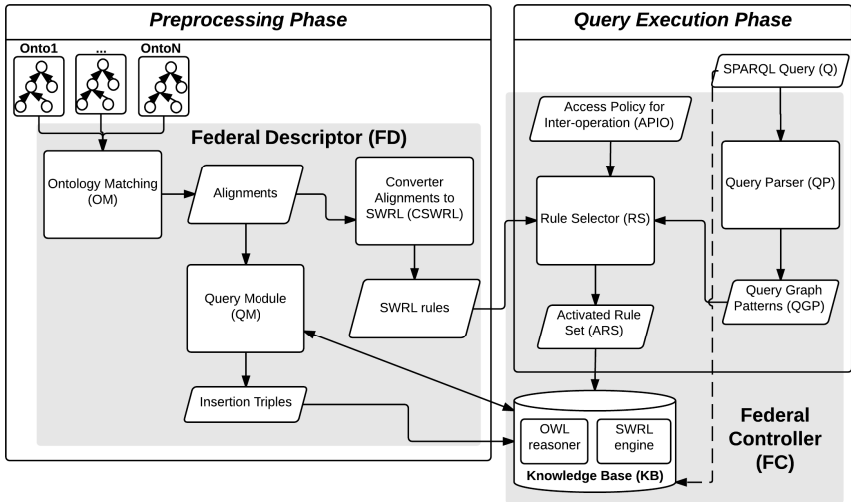 Preprocessing Phase
Onto1
...
OntoN
Federal Descriptor (FD)
Ontology Matching
(OM)
Alignments
Converter
Alignments to
SWRL (CSWRL)
Query Module
(QM)
SWRL rules
Insertion Triples
Query Execution Phase
SPARQL Query (Q)
Access Policy for
Inter-operation (APIO)
Query Parser (QP)
Rule Selector (RS)
Query Graph
Patterns (QGP)
Activated Rule
Set (ARS)
OWL
reasoner
SWRL
engine
Knowledge Base (KB)
Federal
Controller
(FC)